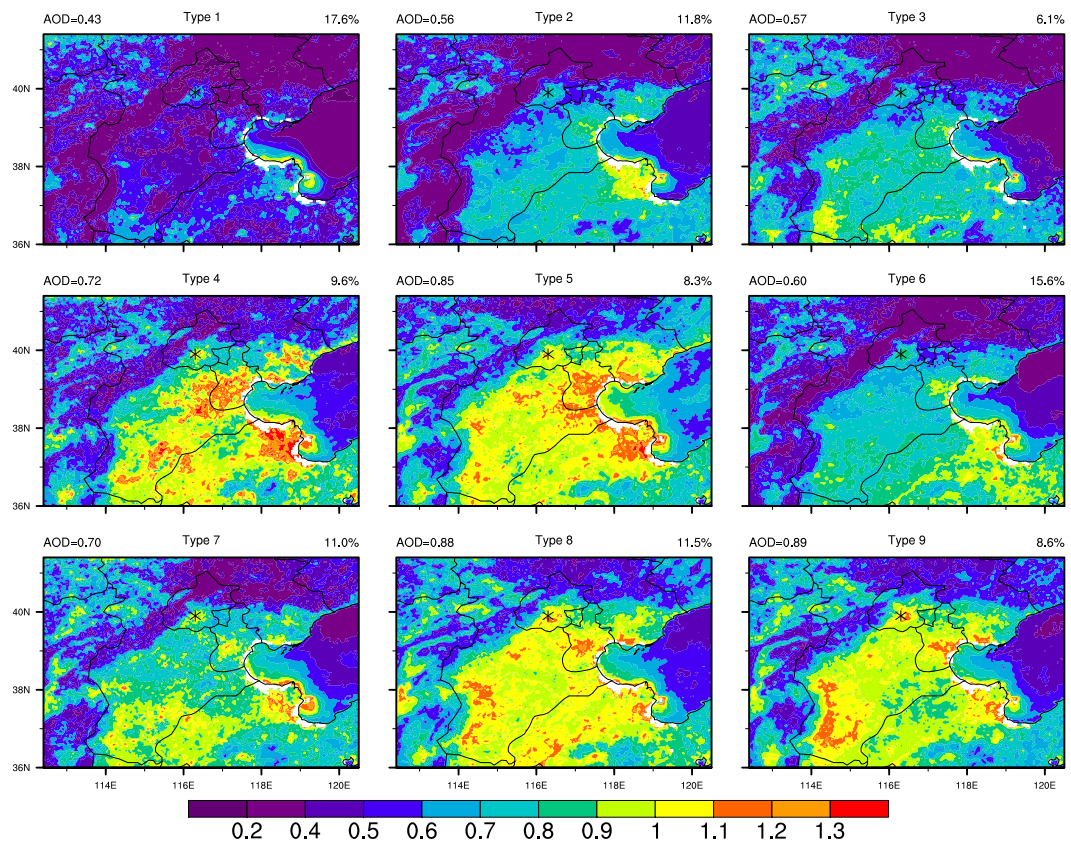 AOD=0.43 Type 1 17.6% AOD=0.56 Type 2 11.8% AOD=0.57 Type 3 6.1%
40N
38N
36N
AOD=0.72 Type 4 9.6% AOD=0.85 Type 5 8.3% AOD=0.60 Type 6 15.6%
40N
38N
36N
AOD=0.70 Type 7 11.0% AOD=0.88 Type 8 11.5% AOD=0.89 Type 9 8.6%
40N
38N
36N
114E 116E 118E 120E 114E 116E 118E 120E 114E 116E 118E 120E
0.2 0.4 0.5 0.6 0.7 0.8 0.9 1 1.1 1.2 1.3